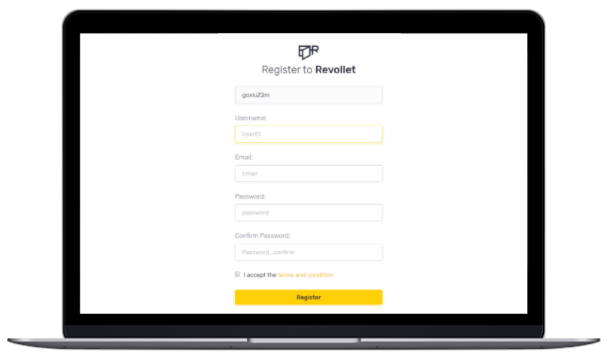 Register to Revollet
goxiuZ2m
Username:
UserID
Email:
Email
Password:
password
Confirm Password:
Password_confirm
I accept the terms and condition
Register